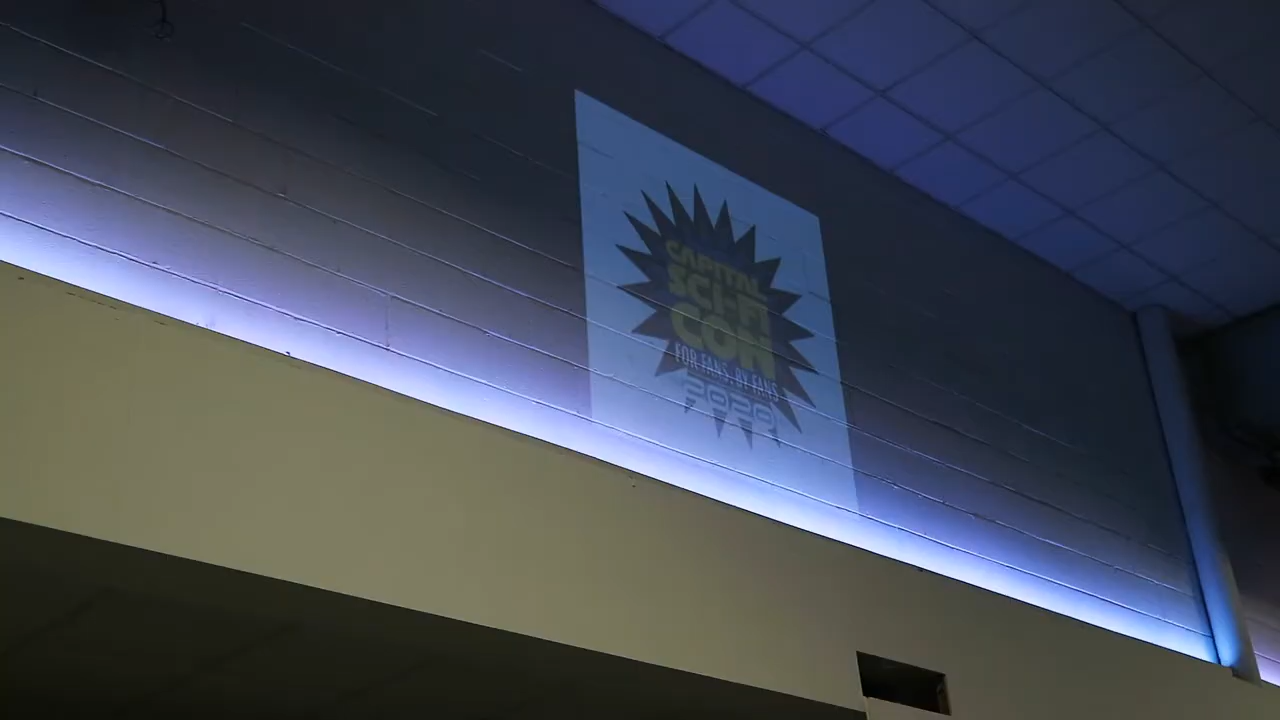 CAPITAL
SCI-FI
CON
FOR FANS, BY FANS
2020